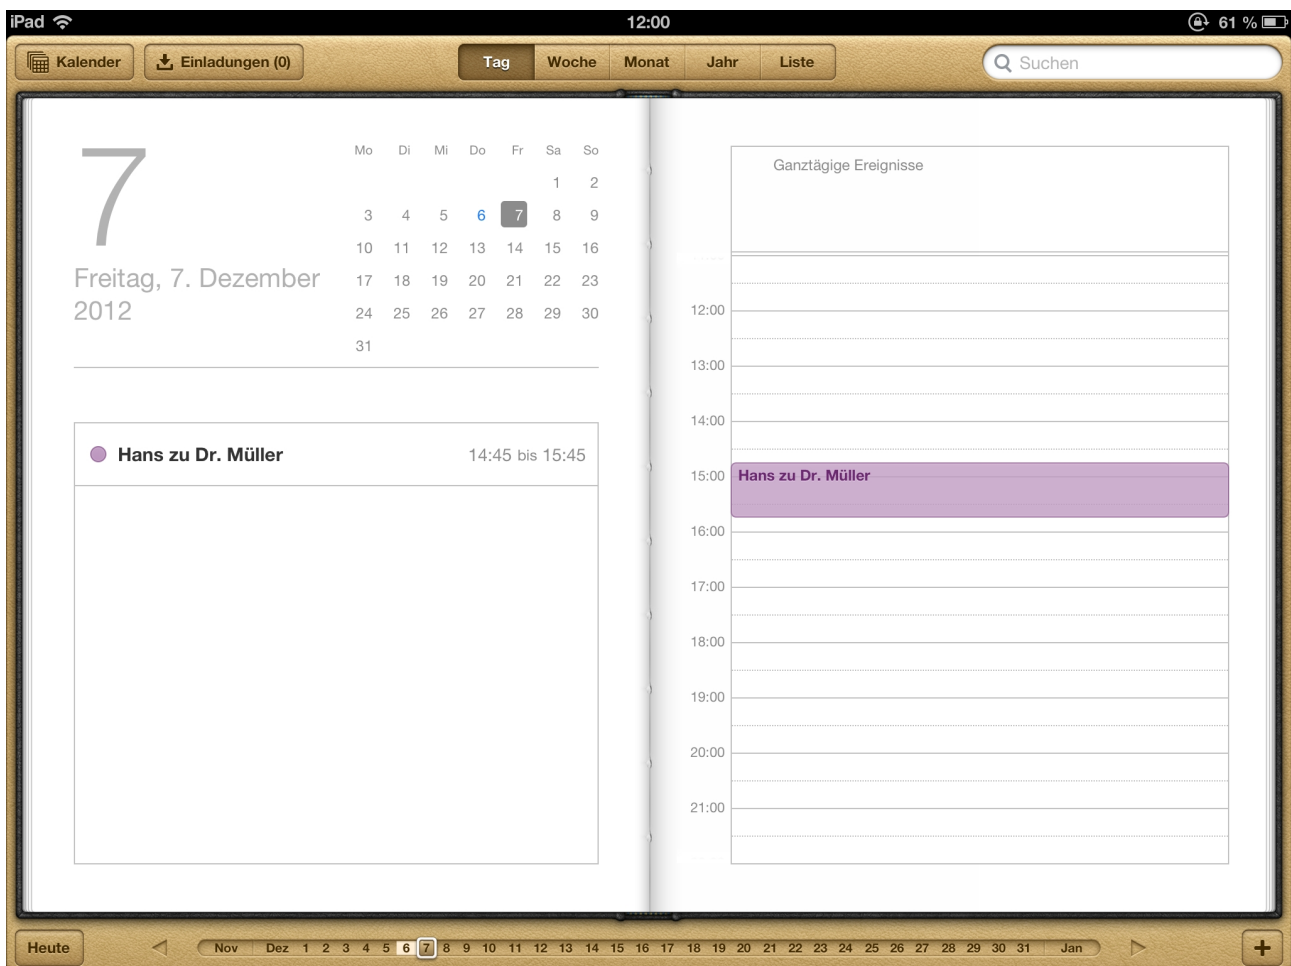 iPad 12:00 61 %
Kalender Einladungen (0) Tag Woche Monat Jahr Liste Suchen
7
Freitag, 7. Dezember
2012
Mo Di Mi Do Fr Sa So
1 2
3 4 5 6 7 8 9
10 11 12 13 14 15 16
17 18 19 20 21 22 23
24 25 26 27 28 29 30
31
Hans zu Dr. Müller 14:45 bis 15:45
Ganztägige Ereignisse
12:00
13:00
14:00
15:00 Hans zu Dr. Müller
16:00
17:00
18:00
19:00
20:00
21:00
Heute Nov Dez 1 2 3 4 5 6 7 8 9 10 11 12 13 14 15 16 17 18 19 20 21 22 23 24 25 26 27 28 29 30 31 Jan +